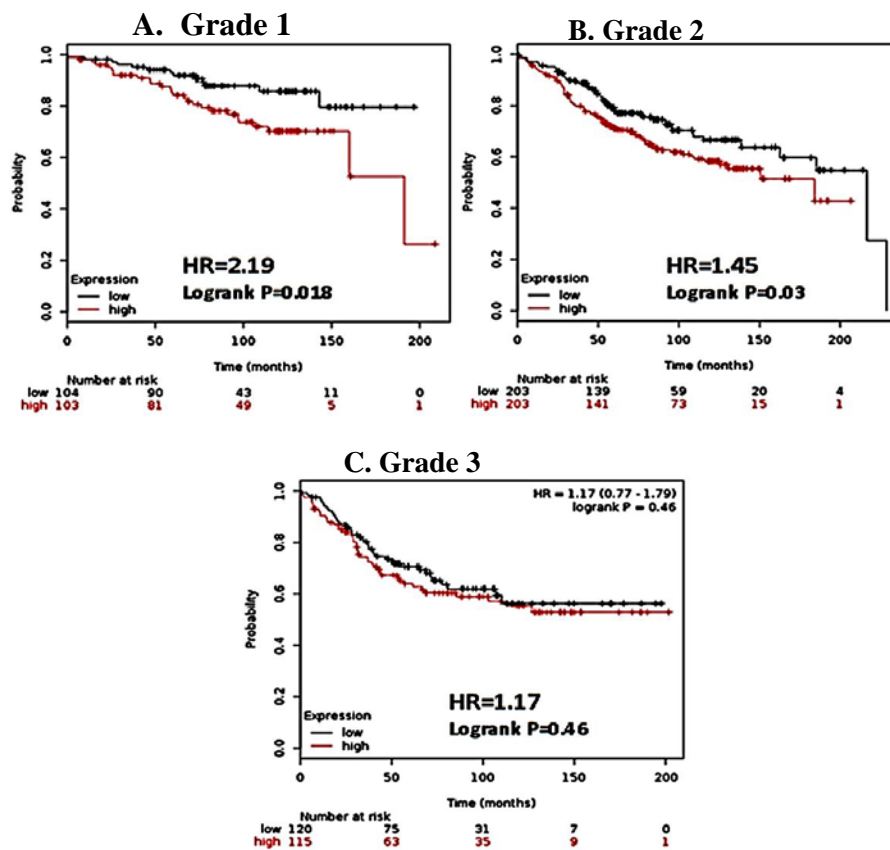 A. Grade 1
1.0
0.8
0.6
0.4
0.2
0.0
Probability
HR=2.19
Logrank P=0.018
Expression
low
high
0 50 100 150 200
Time (months)
Number at risk
low 104 90 43 11 0
high 103 81 49 5 1
B. Grade 2
1.0
0.8
0.6
0.4
0.2
0.0
Probability
HR=1.45
Logrank P=0.03
Expression
low
high
0 50 100 150 200
Time (months)
Number at risk
low 203 139 59 20 4
high 203 141 73 15 1
C. Grade 3
HR = 1.17 (0.77 - 1.79)
logrank P = 0.46
1.0
0.8
0.6
0.4
0.2
0.0
Probability
HR=1.17
Logrank P=0.46
Expression
low
high
0 50 100 150 200
Time (months)
Number at risk
low 120 75 31 7 0
high 115 63 35 9 1